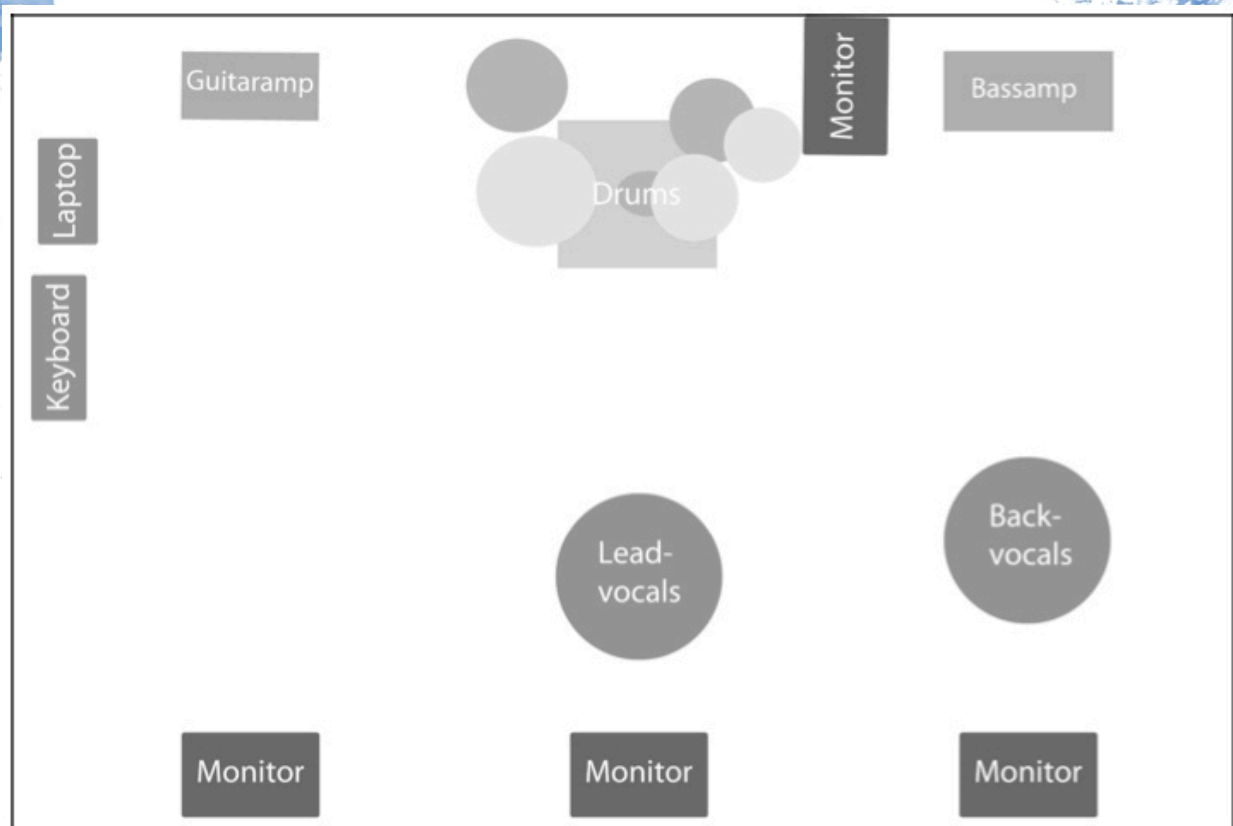 Guitaramp
Monitor
Bassamp
Laptop
Drums
Keyboard
Lead-
vocals
Back-
vocals
Monitor
Monitor
Monitor